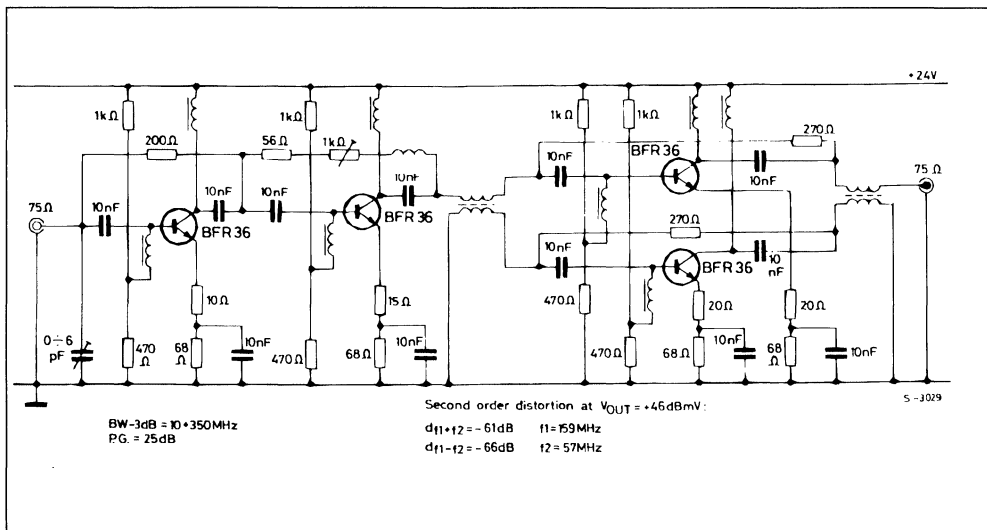 +24V
1kΩ
1kΩ
1kΩ
1kΩ
270Ω
200Ω
56Ω
1kΩ
10nF
BFR 36
10nF
75Ω
10nF
75Ω
10nF
10nF
10nF
BFR 36
BFR 36
270Ω
10nF
10 nF
BFR 36
10Ω
15Ω
470Ω
20Ω
20Ω
0÷6 pF
470 Ω
68 Ω
10nF
470Ω
68Ω
10nF
470Ω
68Ω
10nF
68 Ω
10nF
S-3029
Second order distortion at VOUT = +46dBmV:
BW-3dB = 10÷350MHz
P.G. = 25dB
df1+f2 = -61dB f1 = 159MHz
df1-f2 = -66dB f2 = 57MHz